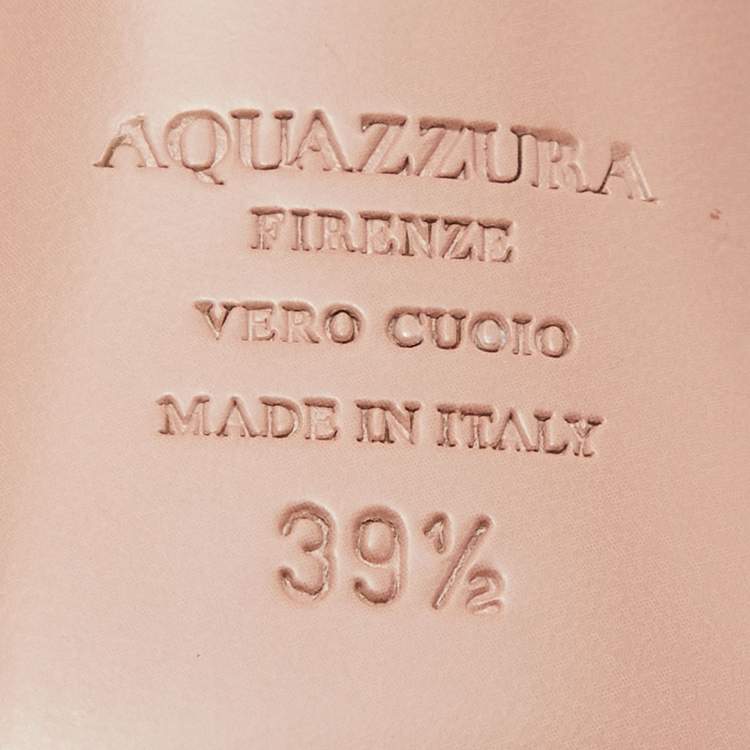 AQUAZZURA
FIRENZE
VERO CUOIO
MADE IN ITALY
39½